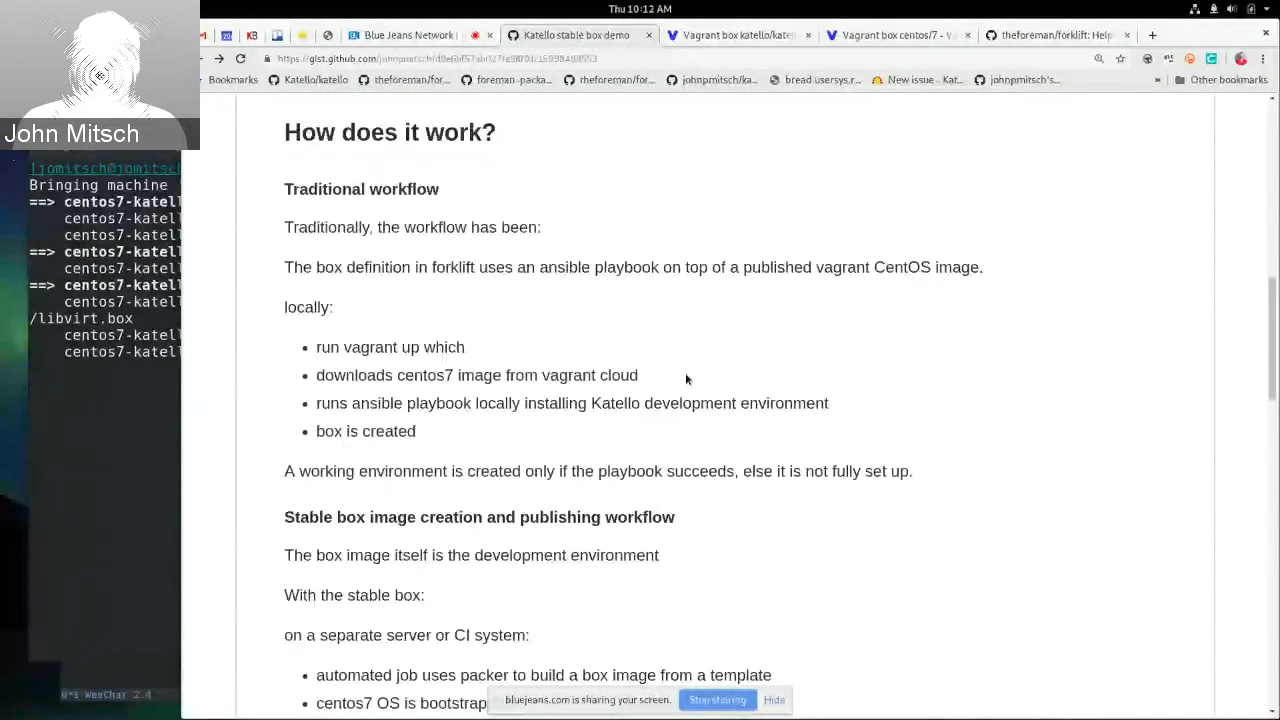 Thu 10:12 AM
Blue Jeans Network
Katello stable box demo
Vagrant box katello/kate
Vagrant box centos/7 - V
theforeman/forklift: Help
Bookmarks
Katello/katello
theforeman/for...
foreman-packa...
theforeman/for...
johnpmitsch/ka...
bread.usersys.r...
New issue - Kat...
johnpmitsch's...
Other bookmarks
John Mitsch
[jomitsch@jomitsch
Bringing machine
==> centos7-katell
centos7-katell
centos7-katell
==> centos7-katell
centos7-katell
==> centos7-katell
centos7-katell
/libvirt.box
centos7-katell
centos7-katell
How does it work?
Traditional workflow
Traditionally, the workflow has been:
The box definition in forklift uses an ansible playbook on top of a published vagrant CentOS image.
locally:
run vagrant up which
downloads centos7 image from vagrant cloud
runs ansible playbook locally installing Katello development environment
box is created
A working environment is created only if the playbook succeeds, else it is not fully set up.
Stable box image creation and publishing workflow
The box image itself is the development environment
With the stable box:
on a separate server or CI system:
automated job uses packer to build a box image from a template
centos7 OS is bootstrap
bluejeans.com is sharing your screen.
Stop sharing
Hide
WeeChat 2.4